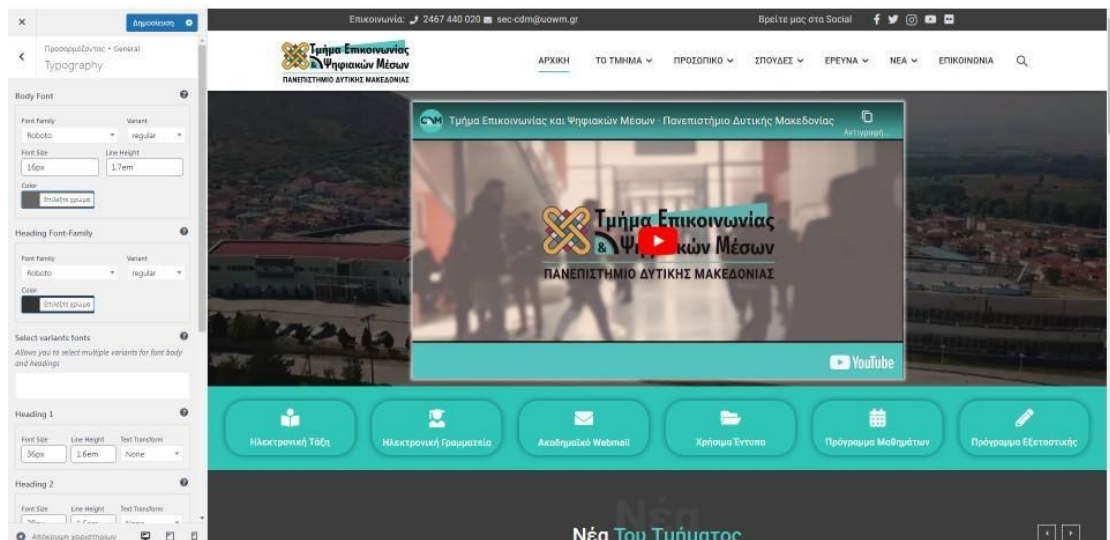 Δημοσίευση
Προσαρμόζοντας • General
Typography
Body Font
Font Family Variant
Roboto regular
Font Size Line Height
16px 1.7em
Color
Επιλέξτε χρώμα
Heading Font-Family
Font Family Variant
Roboto regular
Color
Επιλέξτε χρώμα
Select variants fonts
Allows you to select multiple variants for font body
and headings
Heading 1
Font Size Line Height Text Transform
36px 1.6em None
Heading 2
Font Size Line Height Text Transform
Απόκρυψη χειριστηρίων
Επικοινωνία: 2467 440 020 sec-cdm@uowm.gr Βρείτε μας στα Social
Τμήμα Επικοινωνίας
& Ψηφιακών Μέσων
ΠΑΝΕΠΙΣΤΗΜΙΟ ΔΥΤΙΚΗΣ ΜΑΚΕΔΟΝΙΑΣ
ΑΡΧΙΚΗ ΤΟ ΤΜΗΜΑ ΠΡΟΣΩΠΙΚΟ ΣΠΟΥΔΕΣ ΕΡΕΥΝΑ ΝΕΑ ΕΠΙΚΟΙΝΩΝΙΑ
CDM Τμήμα Επικοινωνίας και Ψηφιακών Μέσων - Πανεπιστήμιο Δυτικής Μακεδονίας
Αντιγραφή...
Τμήμα Επικοινωνίας
& Ψηφιακών Μέσων
ΠΑΝΕΠΙΣΤΗΜΙΟ ΔΥΤΙΚΗΣ ΜΑΚΕΔΟΝΙΑΣ
YouTube
Ηλεκτρονική Τάξη Ηλεκτρονική Γραμματεία Ακαδημαϊκό Webmail Χρήσιμα Έντυπα Πρόγραμμα Μαθημάτων Πρόγραμμα Εξεταστικής
Νέα
Νέα Του Τμήματος